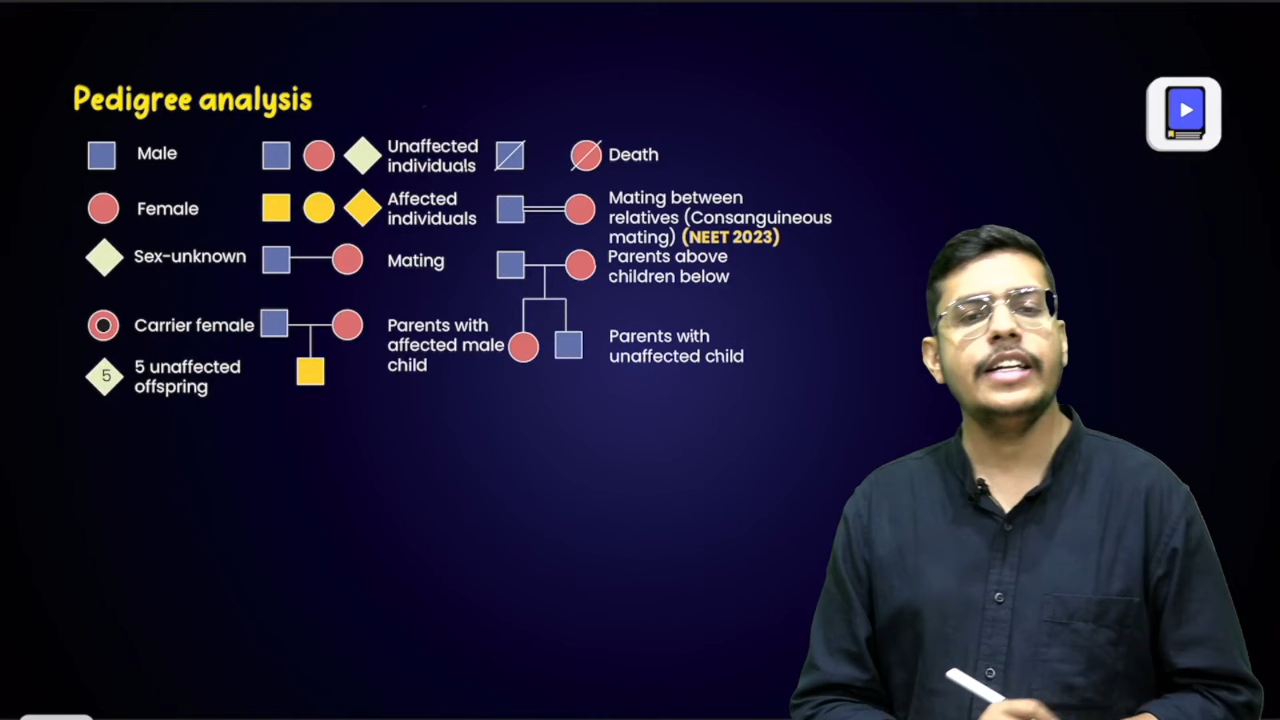 Pedigree analysis
Male
Female
Sex-unknown
Carrier female
5
5 unaffected
offspring
Unaffected
individuals
Affected
individuals
Mating
Parents with
affected male
child
Death
Mating between
relatives (Consanguineous
mating) (NEET 2023)
Parents above
children below
Parents with
unaffected child